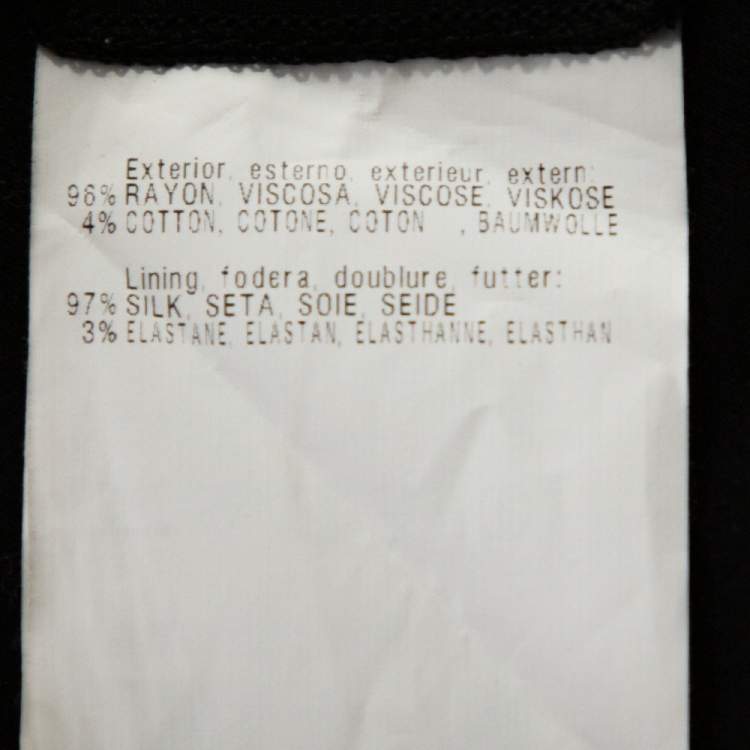 Exterior, esterno, exterieur, extern:
96% RAYON, VISCOSA, VISCOSE, VISKOSE
4% COTTON, COTONE, COTON , BAUMWOLLE
Lining, fodera, doublure, futter:
97% SILK, SETA, SOIE, SEIDE
3% ELASTANE, ELASTAN, ELASTHANNE, ELASTHAN